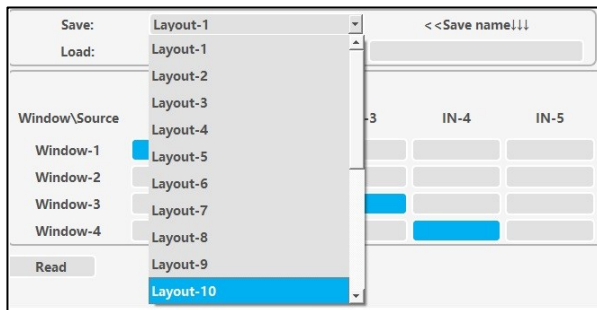 Save: Layout-1 <<Save name↓↓↓
Load: Layout-1
Layout-2
Layout-3
Window\Source -3 IN-4 IN-5
Layout-4
Window-1 Layout-5
Window-2 Layout-6
Window-3 Layout-7
Window-4 Layout-8
Read Layout-9
Layout-10